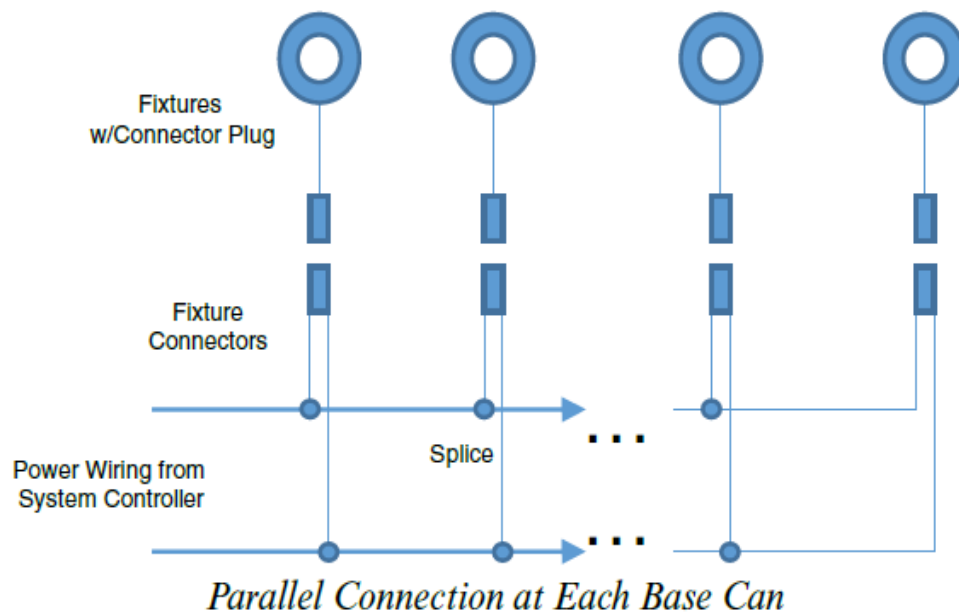 Fixtures
w/Connector Plug
Fixture
Connectors
...
Splice
Power Wiring from
System Controller
...
Parallel Connection at Each Base Can